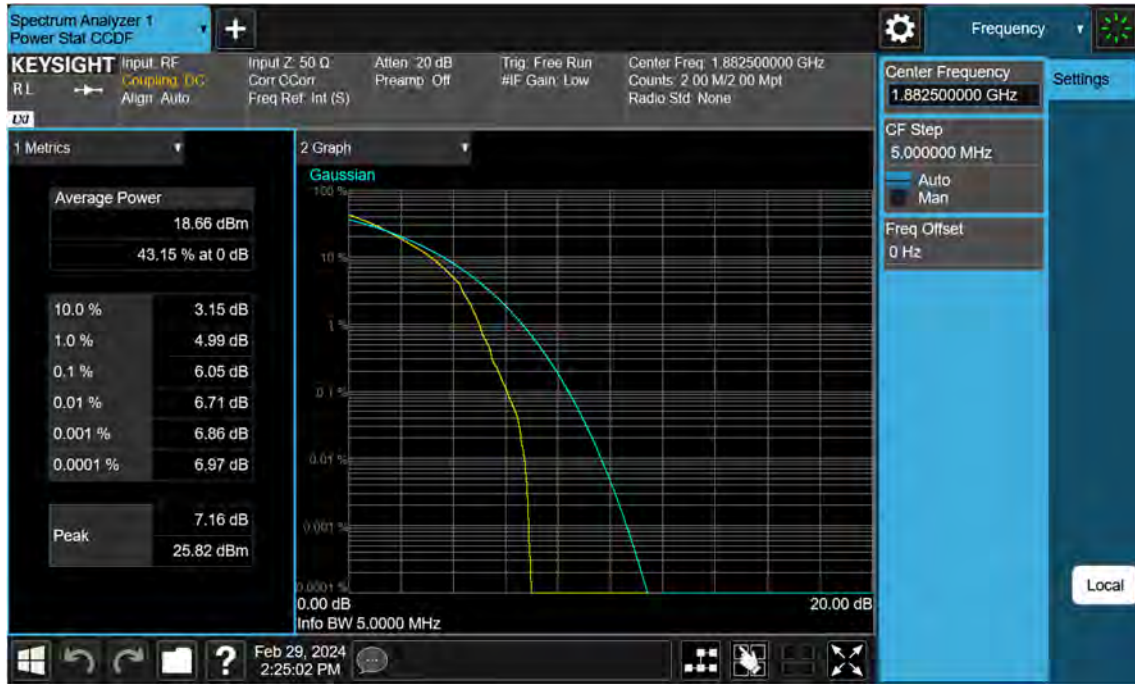 Spectrum Analyzer 1
Power Stat CCDF
+
Frequency
KEYSIGHT
RL
LXI
Input: RF
Coupling: DC
Align: Auto
Input Z: 50 Ω
Corr CCorr
Freq Ref: Int (S)
Atten: 20 dB
Preamp: Off
Trig: Free Run
#IF Gain: Low
Center Freq: 1.882500000 GHz
Counts: 2.00 M/2.00 Mpt
Radio Std: None
Center Frequency
1.882500000 GHz
Settings
CF Step
5.000000 MHz
Auto
Man
Freq Offset
0 Hz
1 Metrics
Average Power
18.66 dBm
43.15 % at 0 dB
10.0 % 3.15 dB
1.0 % 4.99 dB
0.1 % 6.05 dB
0.01 % 6.71 dB
0.001 % 6.86 dB
0.0001 % 6.97 dB
Peak
7.16 dB
25.82 dBm
2 Graph
Gaussian
100 %
10 %
1 %
0.1 %
0.01 %
0.001 %
0.0001 %
0.00 dB 20.00 dB
Info BW 5.0000 MHz
Local
?
Feb 29, 2024
2:25:02 PM